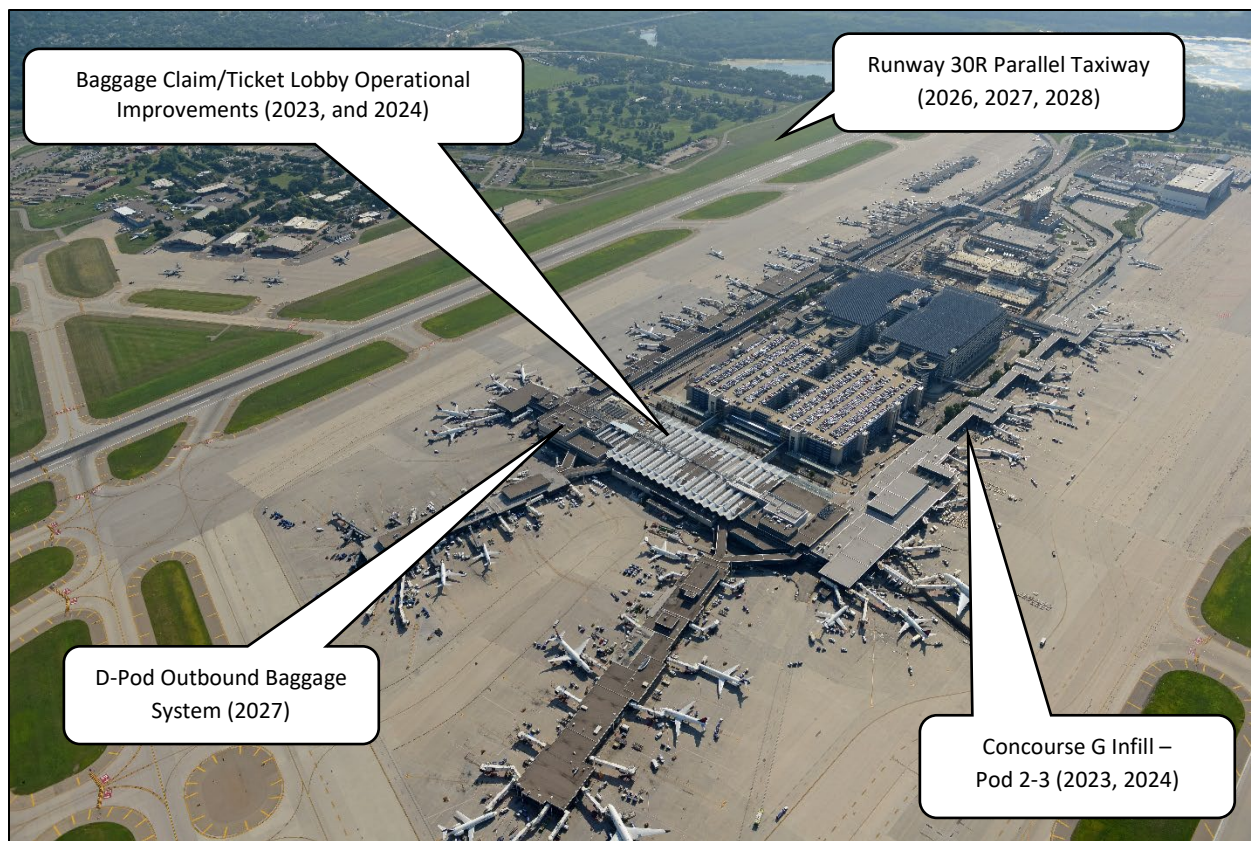 Baggage Claim/Ticket Lobby Operational
Improvements (2023, and 2024)
Runway 30R Parallel Taxiway
(2026, 2027, 2028)
D-Pod Outbound Baggage
System (2027)
Concourse G Infill –
Pod 2-3 (2023, 2024)